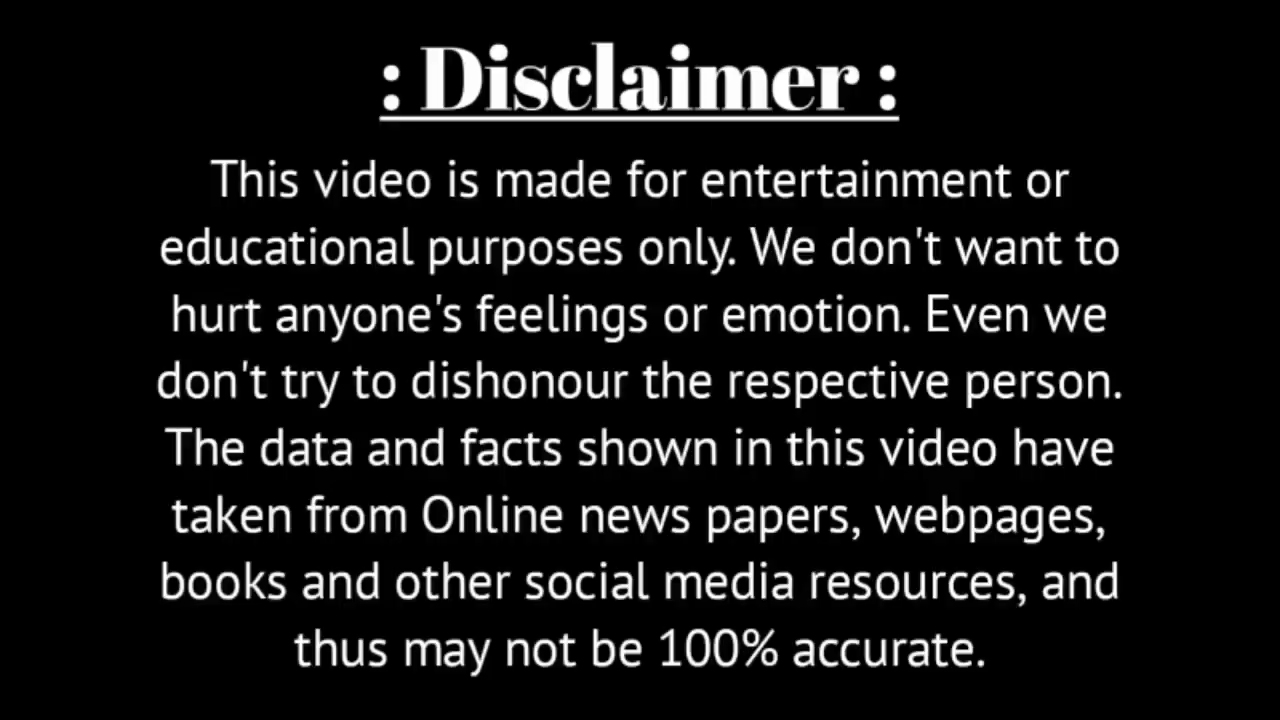 : Disclaimer :
This video is made for entertainment or
educational purposes only. We don't want to
hurt anyone's feelings or emotion. Even we
don't try to dishonour the respective person.
The data and facts shown in this video have
taken from Online news papers, webpages,
books and other social media resources, and
thus may not be 100% accurate.